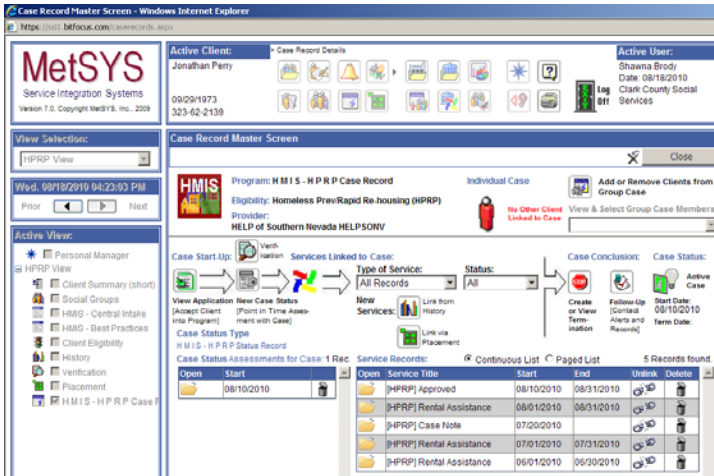 Case Record Master Screen - Windows Internet Explorer
bitfocus.com/caserecords.aspx
MetSYS
Service Integration Systems
Version 7.0, Copyright MetSYS, Inc., 2009
Active Client:
Jonathan Perry
09/29/1973
323-62-2139
Case Record Details
Log
Off
Active User:
Shawna Brody
Date: 08/18/2010
Clark County Social
Services
View Selection:
HPRP View
Wed. 08/18/2010 04:23:03 PM
Prior Next
Active View:
Personal Manager
HPRP View
Client Summary (short)
Social Groups
HMIS - Central Intake
HMIS - Best Practices
Client Eligibility
History
Verification
Placement
H M I S - H P R P Case F
Case Record Master Screen
Close
HMIS
Program: H M I S - H P R P Case Record
Eligibility: Homeless Prev/Rapid Re-housing (HPRP)
Provider:
HELP of Southern Nevada HELPSONV
Individual Case
No Other Client
Linked to Case
Add or Remove Clients from
Group Case
View & Select Group Case Members
Case Start-Up:
Verif-
ication
Services Linked to Case:
Type of Service:
All Records
Status:
All
Case Conclusion:
Case Status:
View Application
[Accept Client
into Program]
New Case Status
[Point in Time Asses-
ment with Case]
New
Services:
Link from
History
Link via
Placement
STOP
Create
or View
Term-
ination
Follow-Up
[Contact
Alerts and
Records]
Active
Case
Start Date:
08/10/2010
Term Date:
Case Status Type
H M I S - H P R P Status Record
Case Status Assessments for Case: 1 Rec.
Open Start
08/10/2010
Service Records: Continuous List Paged List 5 Records found.
Open Service Title Start End Unlink Delete
[HPRP] Approved 08/10/2010 08/31/2010
[HPRP] Rental Assistance 08/01/2010 08/31/2010
[HPRP] Case Note 07/20/2010
[HPRP] Rental Assistance 07/01/2010 07/31/2010
[HPRP] Rental Assistance 06/01/2010 06/30/2010